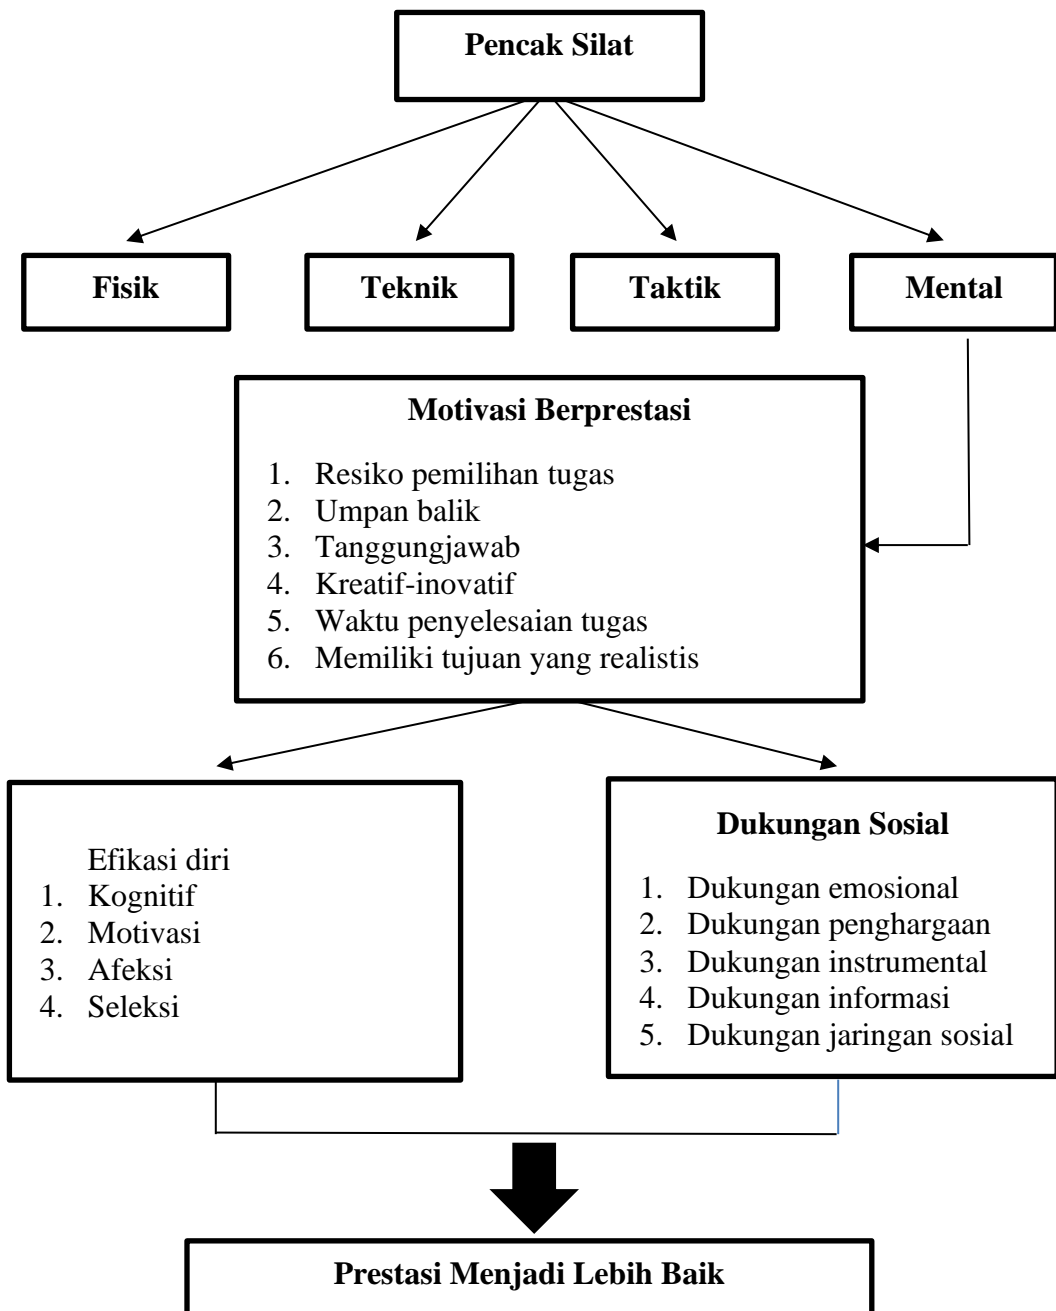 Pencak Silat
Fisik
Teknik
Taktik
Mental
Motivasi Berprestasi
1. Resiko pemilihan tugas
2. Umpan balik
3. Tanggungjawab
4. Kreatif-inovatif
5. Waktu penyelesaian tugas
6. Memiliki tujuan yang realistis
Efikasi diri
1. Kognitif
2. Motivasi
3. Afeksi
4. Seleksi
Dukungan Sosial
1. Dukungan emosional
2. Dukungan penghargaan
3. Dukungan instrumental
4. Dukungan informasi
5. Dukungan jaringan sosial
Prestasi Menjadi Lebih Baik